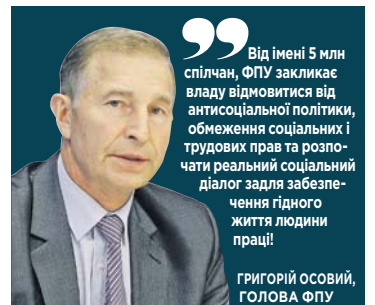 Від імені 5 млн
спілчан, ФПУ закликає
владу відмовитися від
антисоціальної політики,
обмеження соціальних і
трудових прав та розпо-
чати реальний соціальний
діалог задля забезпе-
чення гідного
життя людини
праці!
ГРИГОРІЙ ОСОВИЙ,
ГОЛОВА ФПУ